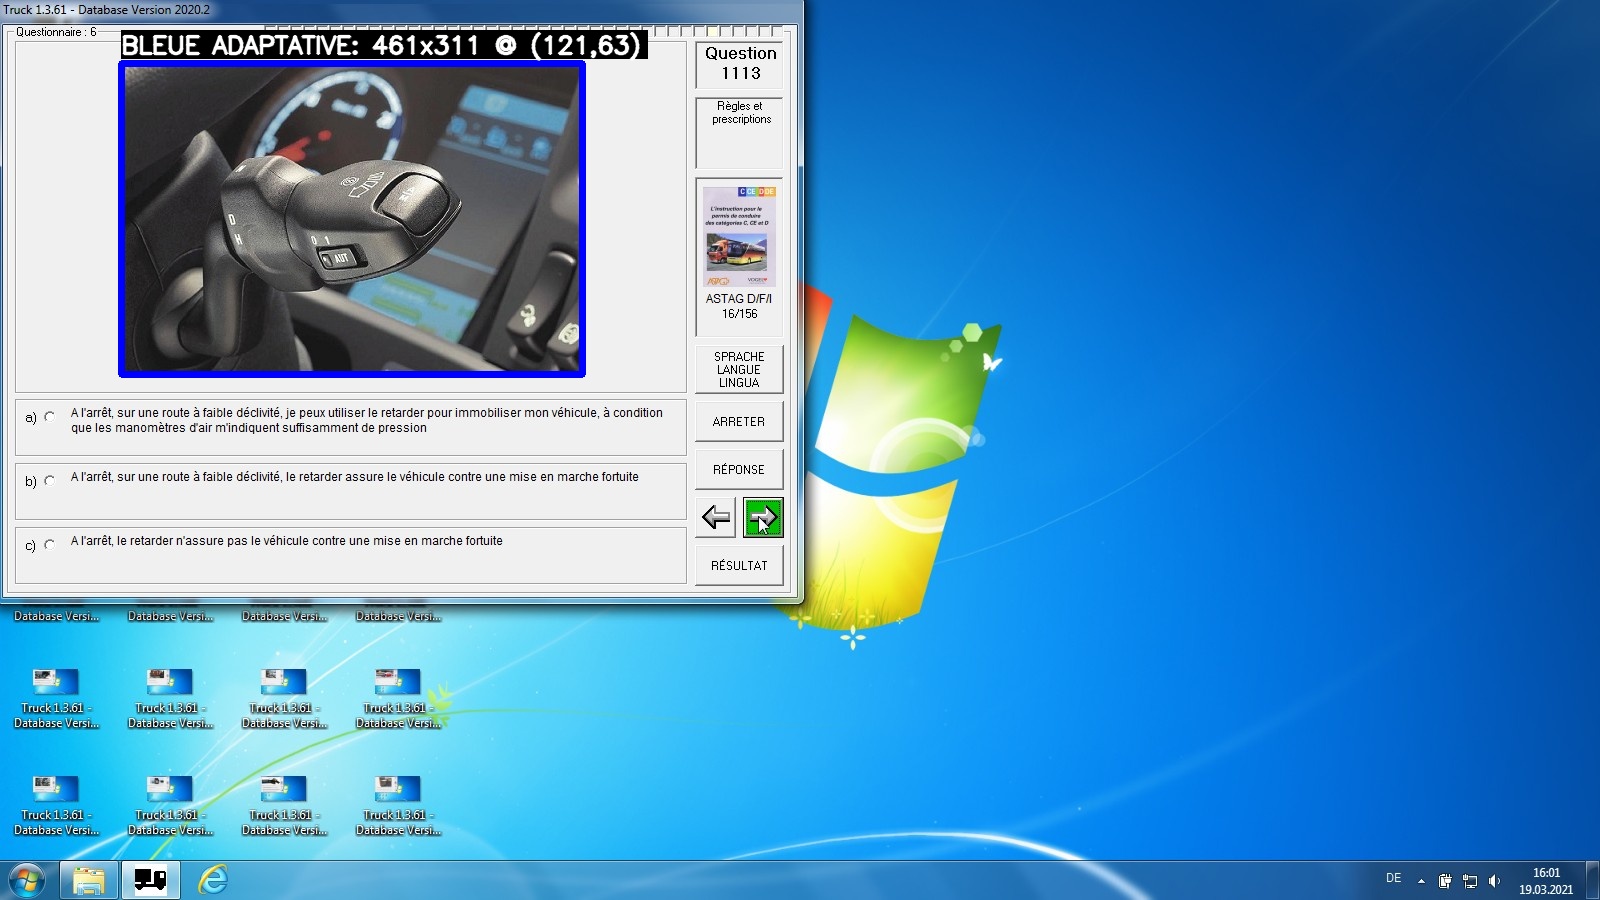 Truck 1.3.61 - Database Version 2020.2
Questionnaire : 6
BLEUE ADAPTATIVE: 461x311 @ (121,63)
D
H
0 1
AUT
Question
1113
Règles et
prescriptions
C CE D DE
L'instruction pour le
permis de conduire
des catégories C, CE et D
ASTAG D/F/I
16/156
SPRACHE
LANGUE
LINGUA
ARRETER
RÉPONSE
RÉSULTAT
a) A l'arrêt, sur une route à faible déclivité, je peux utiliser le retarder pour immobiliser mon véhicule, à condition
que les manomètres d'air m'indiquent suffisamment de pression
b) A l'arrêt, sur une route à faible déclivité, le retarder assure le véhicule contre une mise en marche fortuite
c) A l'arrêt, le retarder n'assure pas le véhicule contre une mise en marche fortuite
Database Versi... Database Versi... Database Versi... Database Versi...
Truck 1.3.61 - Truck 1.3.61 - Truck 1.3.61 - Truck 1.3.61 -
Database Versi... Database Versi... Database Versi... Database Versi...
Truck 1.3.61 - Truck 1.3.61 - Truck 1.3.61 - Truck 1.3.61 -
Database Versi... Database Versi... Database Versi... Database Versi...
DE
16:01
19.03.2021